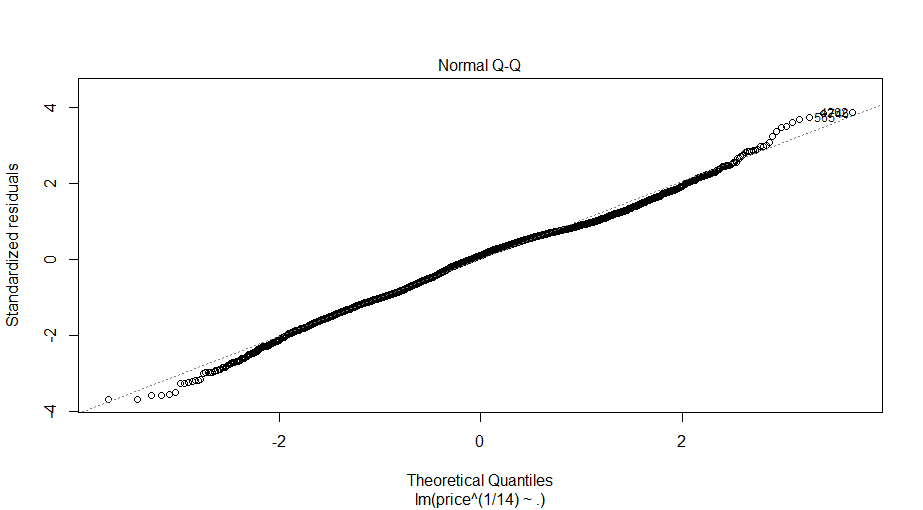 Normal Q-Q
Standardized residuals
4
2
0
-2
-4
-2
0
2
Theoretical Quantiles
lm(price^(1/14) ~ .)